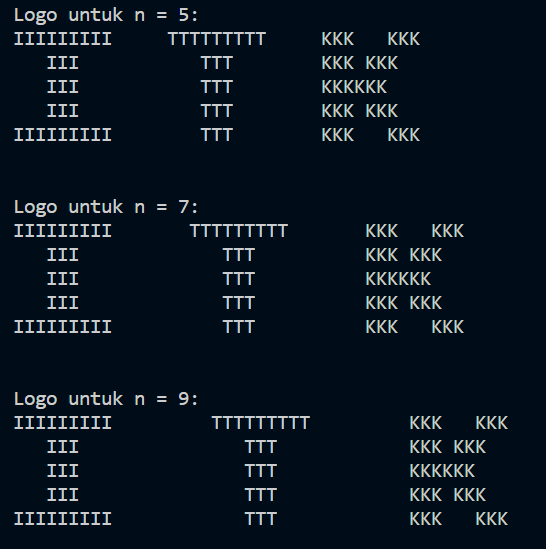 Logo untuk n = 5:
IIIIIIIII     TTTTTTTTT     KKK   KKK
   III           TTT        KKK KKK
   III           TTT        KKKKKK
   III           TTT        KKK KKK
IIIIIIIII        TTT        KKK   KKK
Logo untuk n = 7:
IIIIIIIII       TTTTTTTTT       KKK   KKK
   III             TTT          KKK KKK
   III             TTT          KKKKKK
   III             TTT          KKK KKK
IIIIIIIII          TTT          KKK   KKK
Logo untuk n = 9:
IIIIIIIII         TTTTTTTTT         KKK   KKK
   III               TTT            KKK KKK
   III               TTT            KKKKKK
   III               TTT            KKK KKK
IIIIIIIII            TTT            KKK   KKK